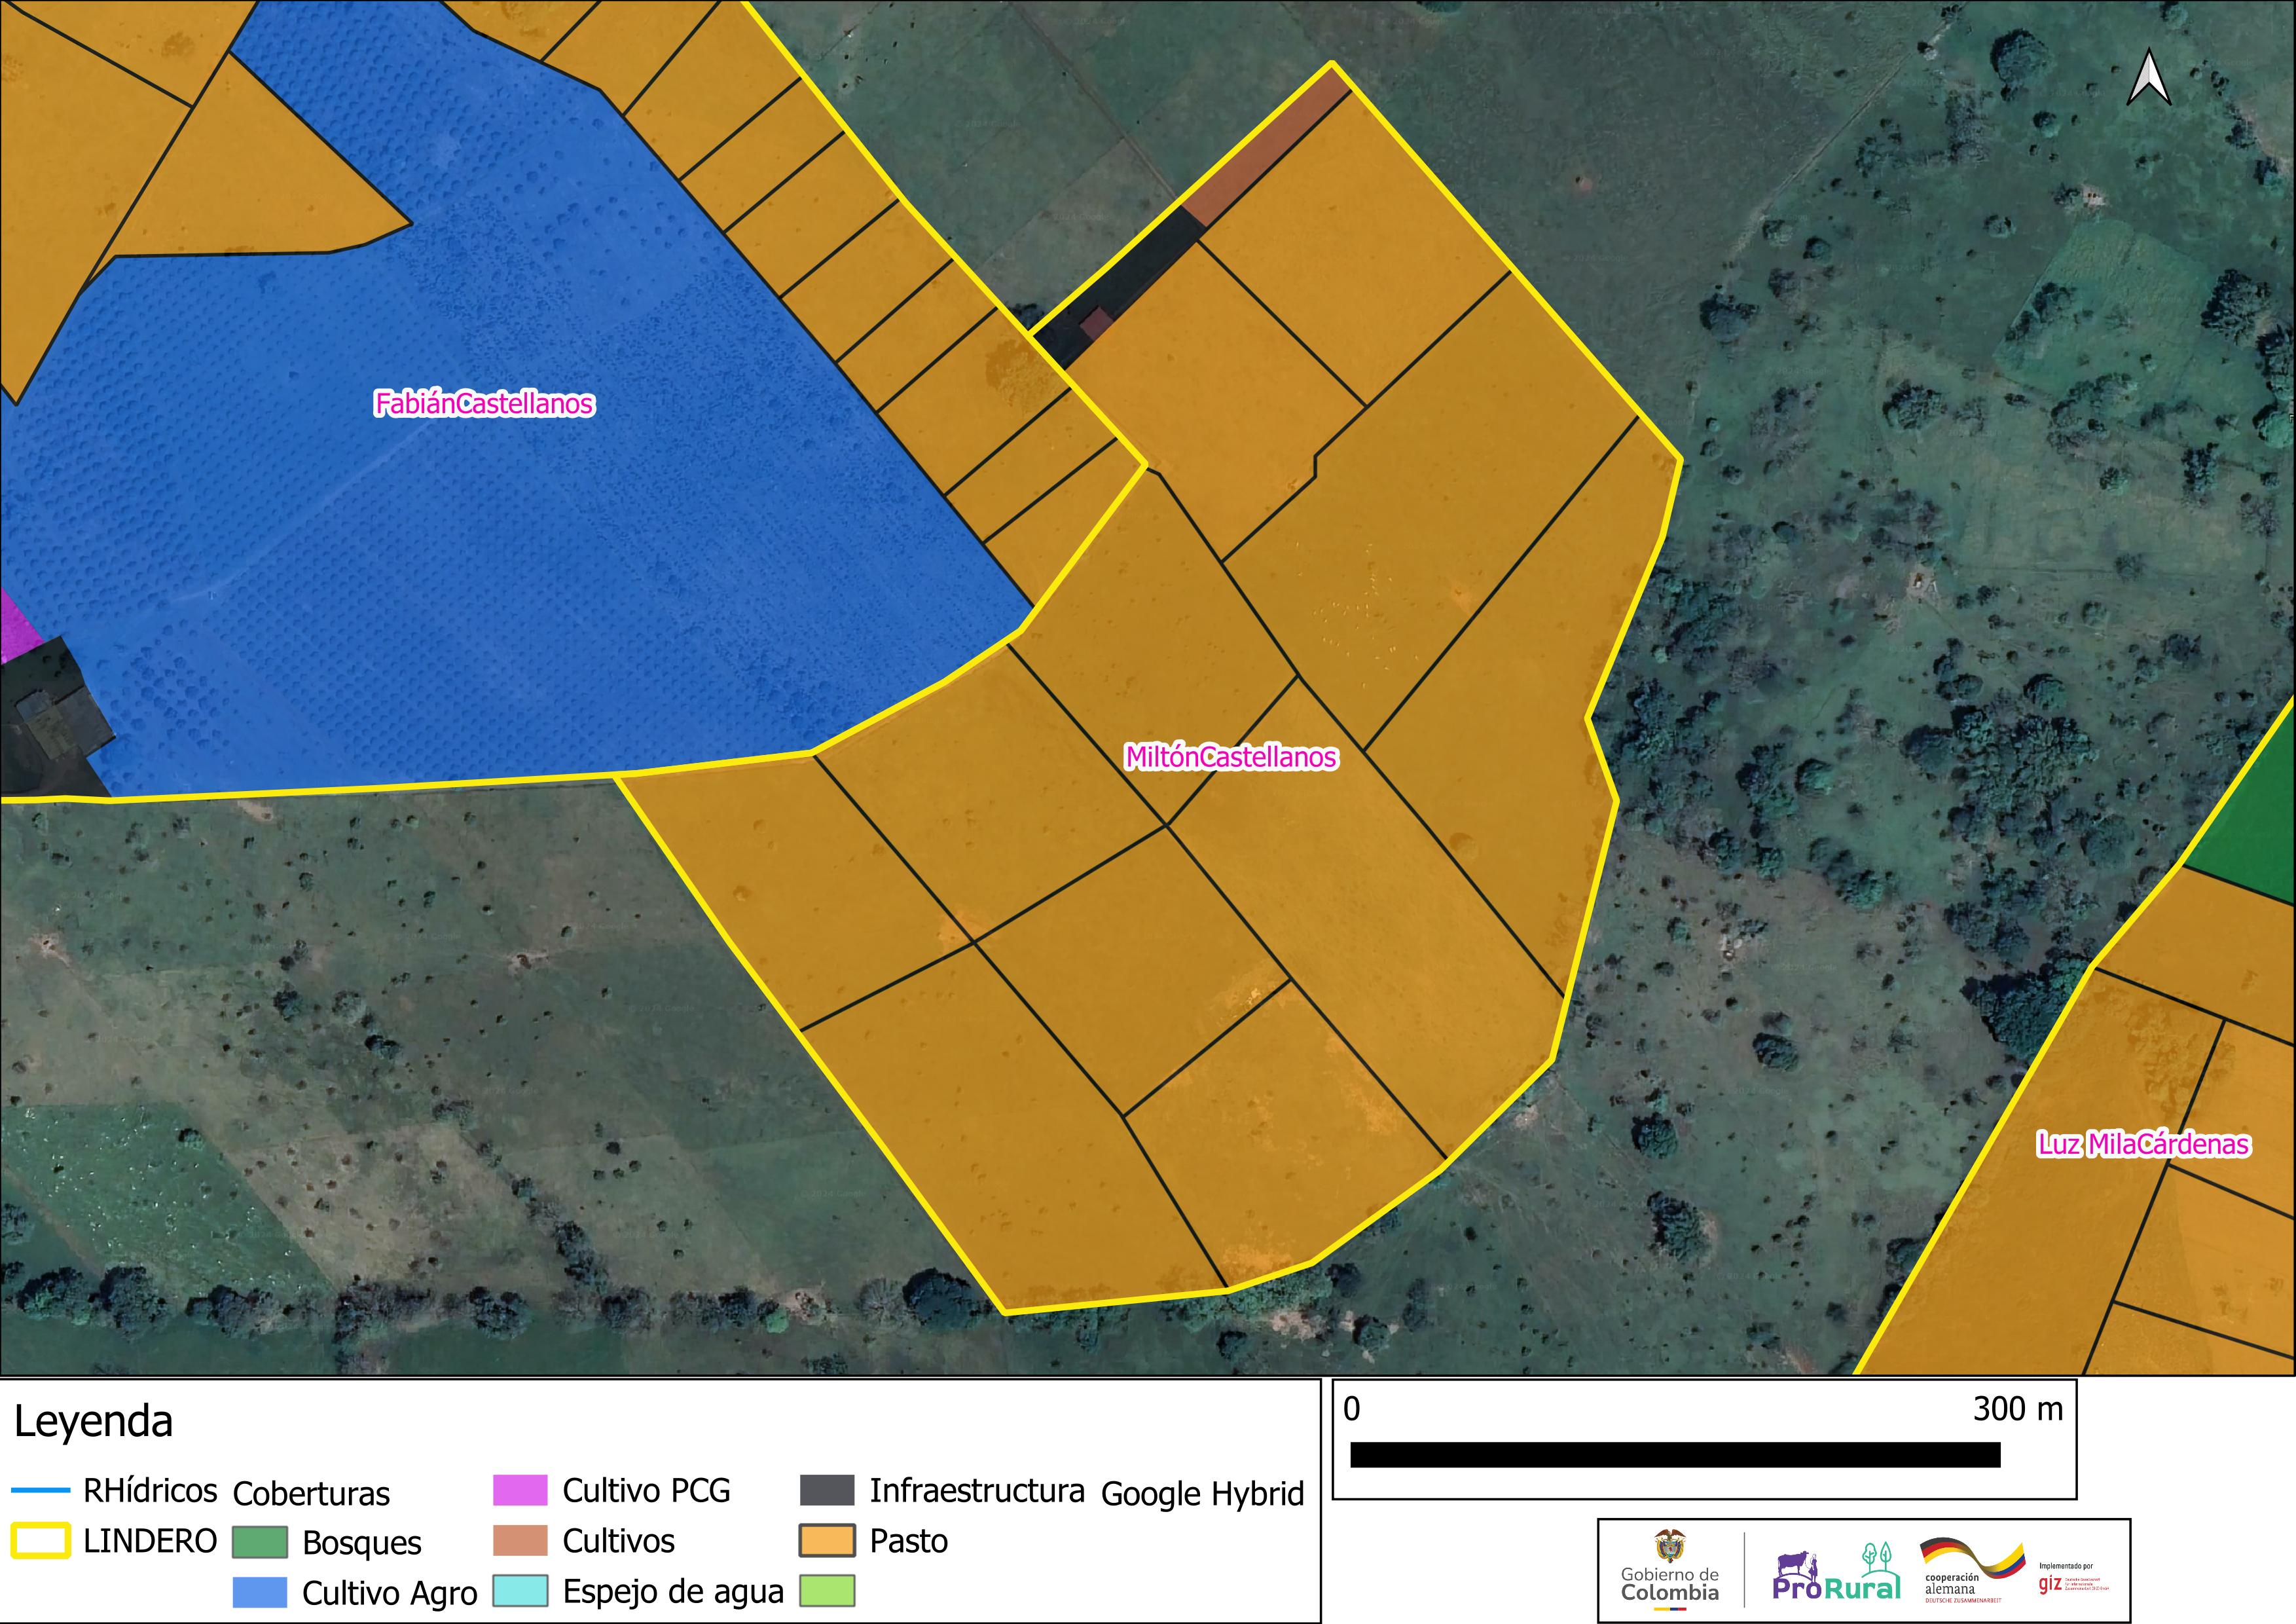 FabiánCastellanos
MiltónCastellanos
Luz MilaCárdenas
Leyenda
RHídricos
LINDERO
Coberturas
Bosques
Cultivo Agro
Cultivo PCG
Cultivos
Espejo de agua
Infraestructura
Pasto
Google Hybrid
0 300 m
Gobierno de
Colombia
ProRural
cooperación
alemana
DEUTSCHE ZUSAMMENARBEIT
Implementado por
giz